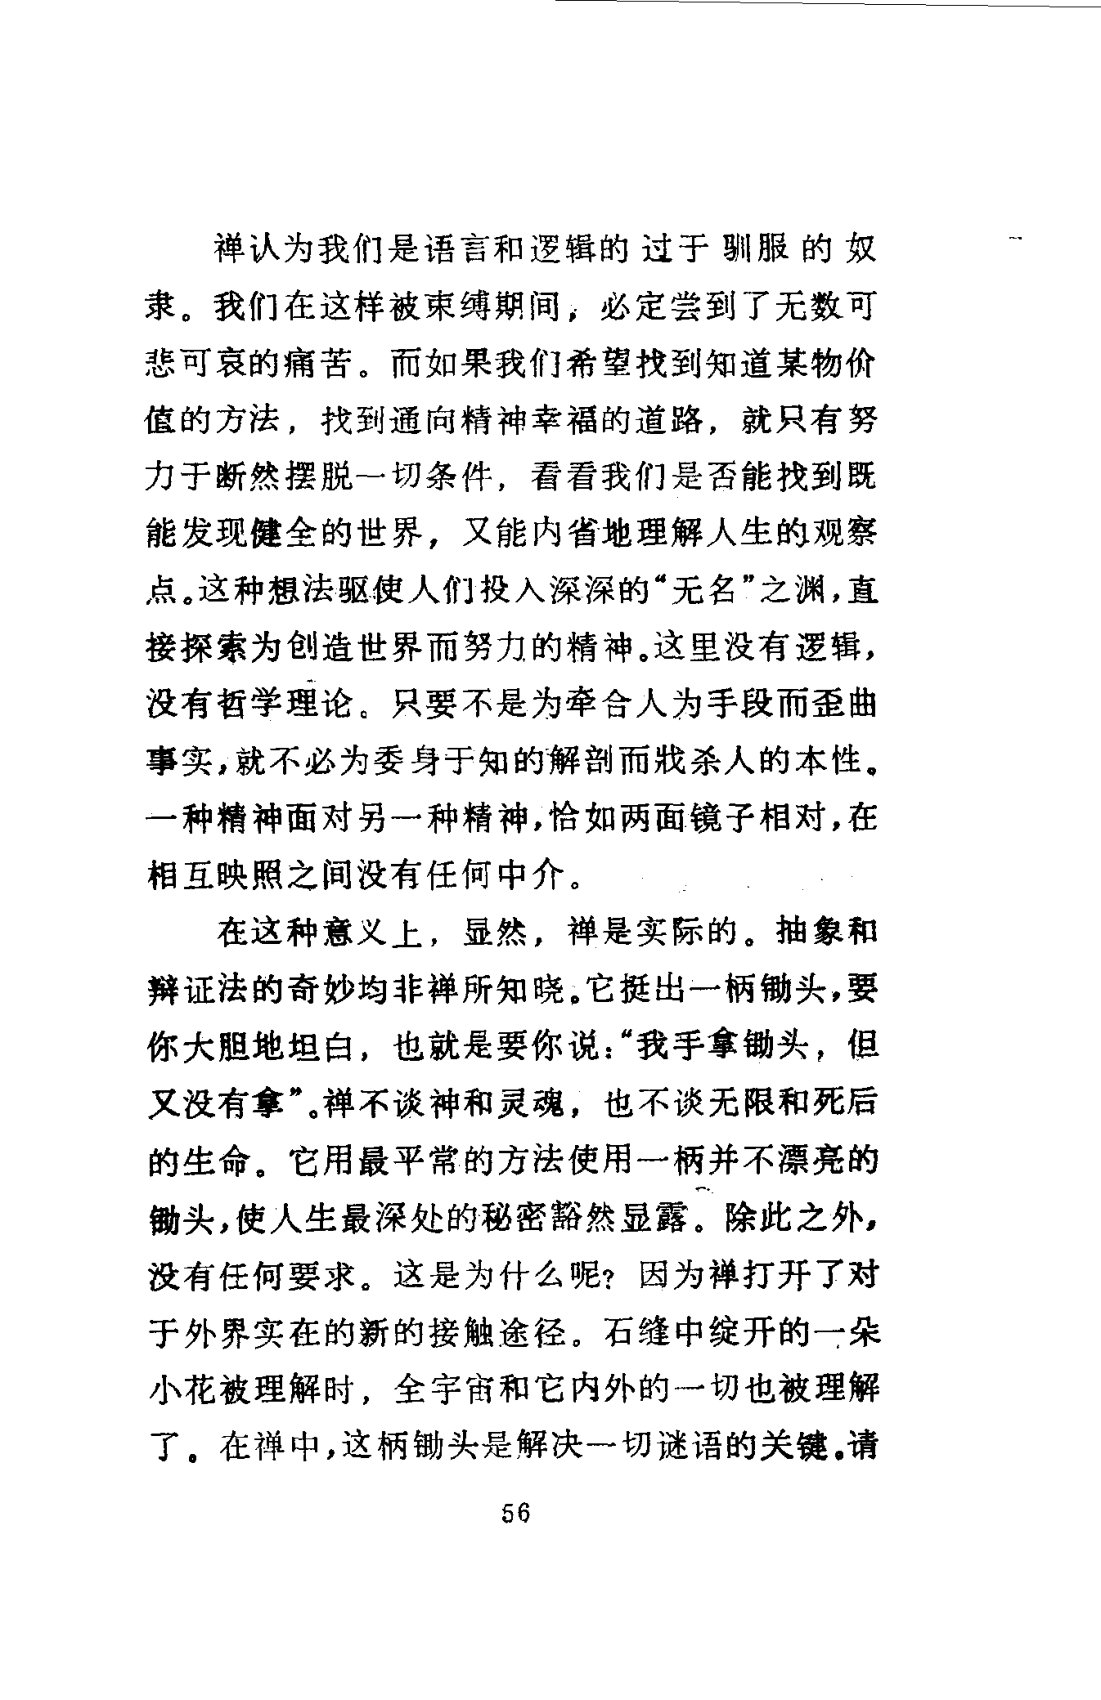 禅认为我们是语言和逻辑的过于驯服的奴
隶。我们在这样被束缚期间，必定尝到了无数可
悲可哀的痛苦。而如果我们希望找到知道某物价
值的方法，找到通向精神幸福的道路，就只有努
力于断然摆脱一切条件，看看我们是否能找到既
能发现健全的世界，又能内省地理解人生的观察
点。这种想法驱使人们投入深深的“无名”之渊，直
接探索为创造世界而努力的精神。这里没有逻辑，
没有哲学理论。只要不是为牵合人为手段而歪曲
事实，就不必为委身于知的解剖而戕杀人的本性。
一种精神面对另一种精神，恰如两面镜子相对，在
相互映照之间没有任何中介。
在这种意义上，显然，禅是实际的。抽象和
辩证法的奇妙均非禅所知晓。它挺出一柄锄头，要
你大胆地坦白，也就是要你说：“我手拿锄头，但
又没有拿”。禅不谈神和灵魂，也不谈无限和死后
的生命。它用最平常的方法使用一柄并不漂亮的
锄头，使人生最深处的秘密豁然显露。除此之外，
没有任何要求。这是为什么呢？因为禅打开了对
于外界实在的新的接触途径。石缝中绽开的一朵
小花被理解时，全宇宙和它内外的一切也被理解
了。在禅中，这柄锄头是解决一切谜语的关键。请
56